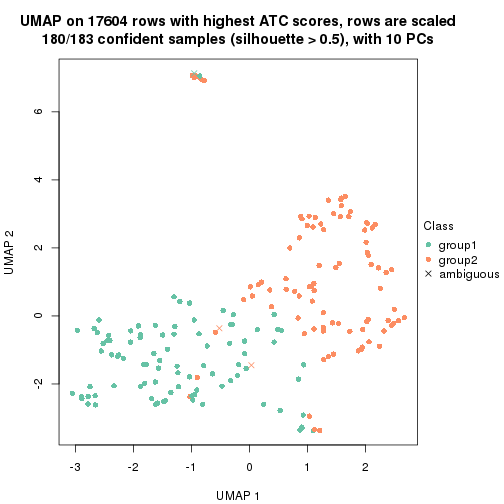 UMAP on 17604 rows with highest ATC scores, rows are scaled
180/183 confident samples (silhouette > 0.5), with 10 PCs
6
4
2
0
-2
UMAP 2
-3
-2
-1
0
1
2
UMAP 1
Class
group1
group2
ambiguous